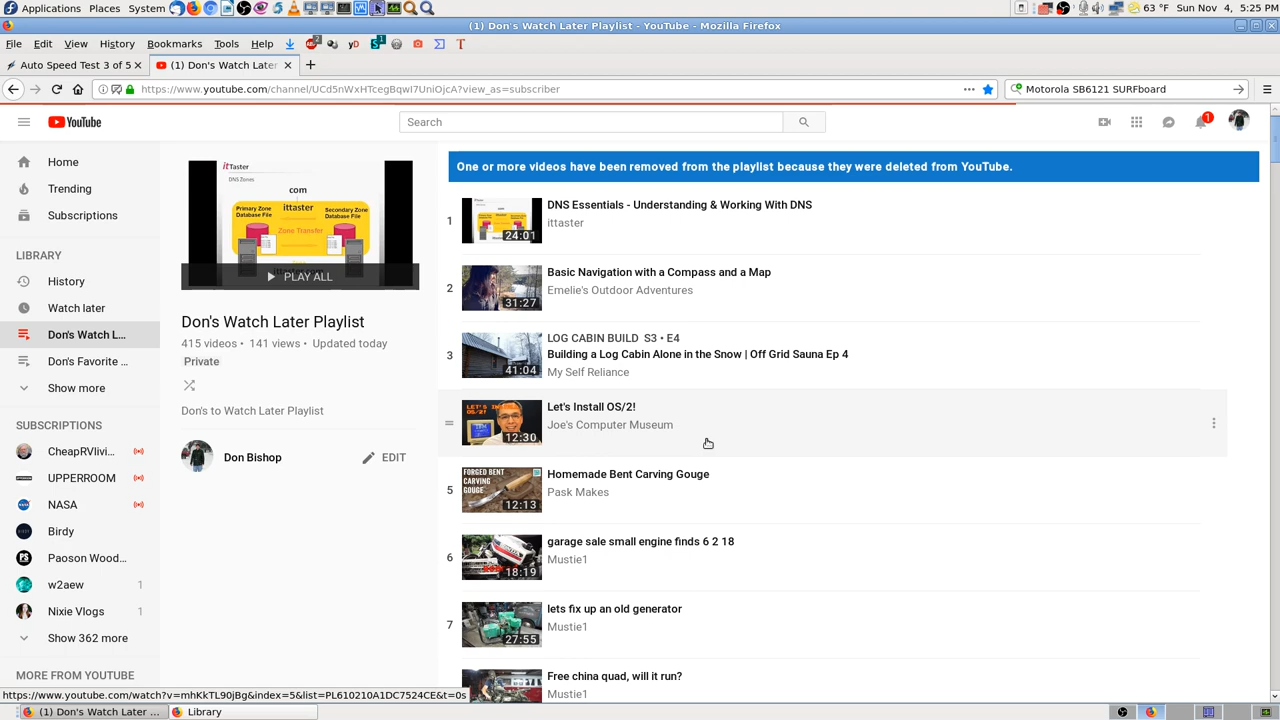 Applications Places System 63 °F Sun Nov 4, 5:25 PM
(1) Don's Watch Later Playlist - YouTube - Mozilla Firefox
File Edit View History Bookmarks Tools Help
Auto Speed Test 3 of 5
(1) Don's Watch Later
https://www.youtube.com/channel/UCd5nWxHTcegBqwI7UniOjcA?view_as=subscriber
Motorola SB6121 SURFboard
YouTube
Search
1
Home
Trending
Subscriptions
LIBRARY
History
Watch later
Don's Watch L...
Don's Favorite ...
Show more
SUBSCRIPTIONS
CheapRVlivi...
UPPERROOM
NASA
Birdy
Paoson Wood...
w2aew 1
Nixie Vlogs 1
Show 362 more
MORE FROM YOUTUBE
itTaster
DNS Zones
com
ittaster
Primary Zone Database File
Secondary Zone Database File
Zone Transfer
PLAY ALL
Don's Watch Later Playlist
415 videos • 141 views • Updated today
Private
Don's to Watch Later Playlist
Don Bishop
EDIT
One or more videos have been removed from the playlist because they were deleted from YouTube.
1
24:01
DNS Essentials - Understanding & Working With DNS
ittaster
2
31:27
Basic Navigation with a Compass and a Map
Emelie's Outdoor Adventures
3
41:04
LOG CABIN BUILD S3 • E4
Building a Log Cabin Alone in the Snow | Off Grid Sauna Ep 4
My Self Reliance
12:30
Let's Install OS/2!
Joe's Computer Museum
5
FORGED BENT CARVING GOUGE
12:13
Homemade Bent Carving Gouge
Pask Makes
6
18:19
garage sale small engine finds 6 2 18
Mustie1
7
27:55
lets fix up an old generator
Mustie1
Free china quad, will it run?
Mustie1
https://www.youtube.com/watch?v=mhKkTL90jBg&index=5&list=PL610210A1DC7524CE&t=0s
(1) Don's Watch Later ...
Library